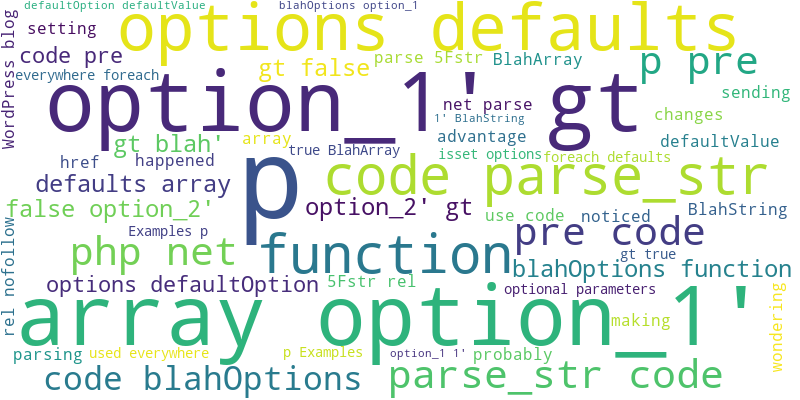 defaultOption defaultValue
blahOptions option_1
WordPress blog
setting
options defaults
code pre
gt false
parse 5Fstr
BlahArray
p pre
everywhere foreach
option_1' gt
net parse
sending
1' BlahString
changes
gt blah'
array
advantage
defaultValue
href
happened
true BlahArray
isset options
foreach defaults
defaults array
p
code parse_str
false option_2'
option_2' gt
use code
noticed
BlahString
Examples p
function
pre code
php net
gt true
blahOptions function
rel nofollow
options defaultOption
5Fstr rel
optional parameters
array option_1'
making
wondering
parsing
used everywhere
p Examples
option_1 1'
probably
code blahOptions
parse_str code